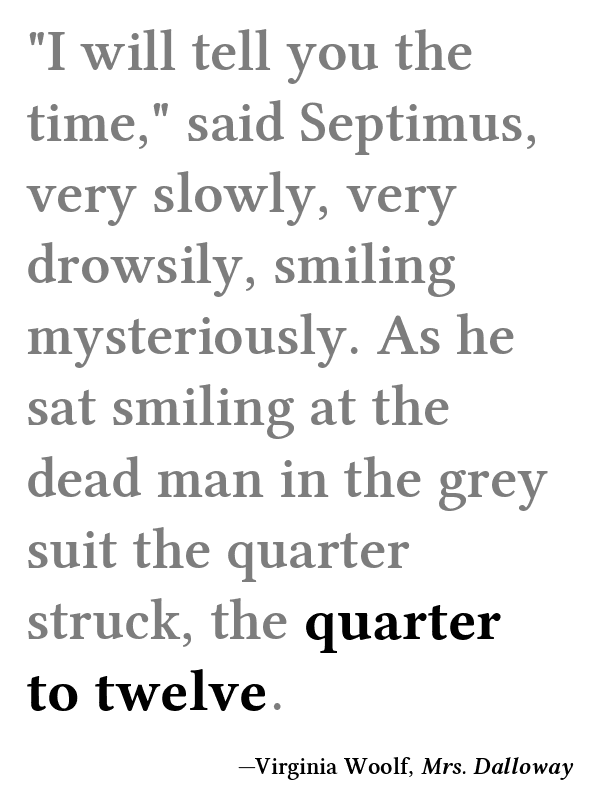 "I will tell you the
time," said Septimus,
very slowly, very
drowsily, smiling
mysteriously. As he
sat smiling at the
dead man in the grey
suit the quarter
struck, the quarter
to twelve.
—Virginia Woolf, Mrs. Dalloway